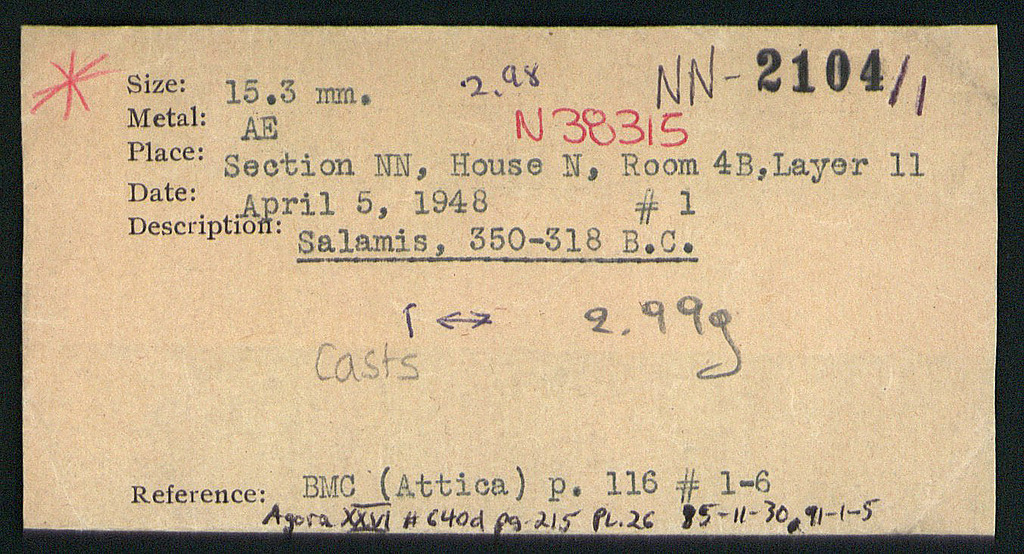 Size: 15.3 mm. 2.98 NN-2104/1
Metal: AE N38315
Place: Section NN, House N, Room 4B, Layer 11
Date: April 5, 1948 # 1
Description: Salamis, 350-318 B.C.
↑ ↔ 2.99g
Casts
Reference: BMC (Attica) p. 116 # 1-6
Agora XXVI # 640d pg. 215 PL.26 85-11-30, 91-1-5